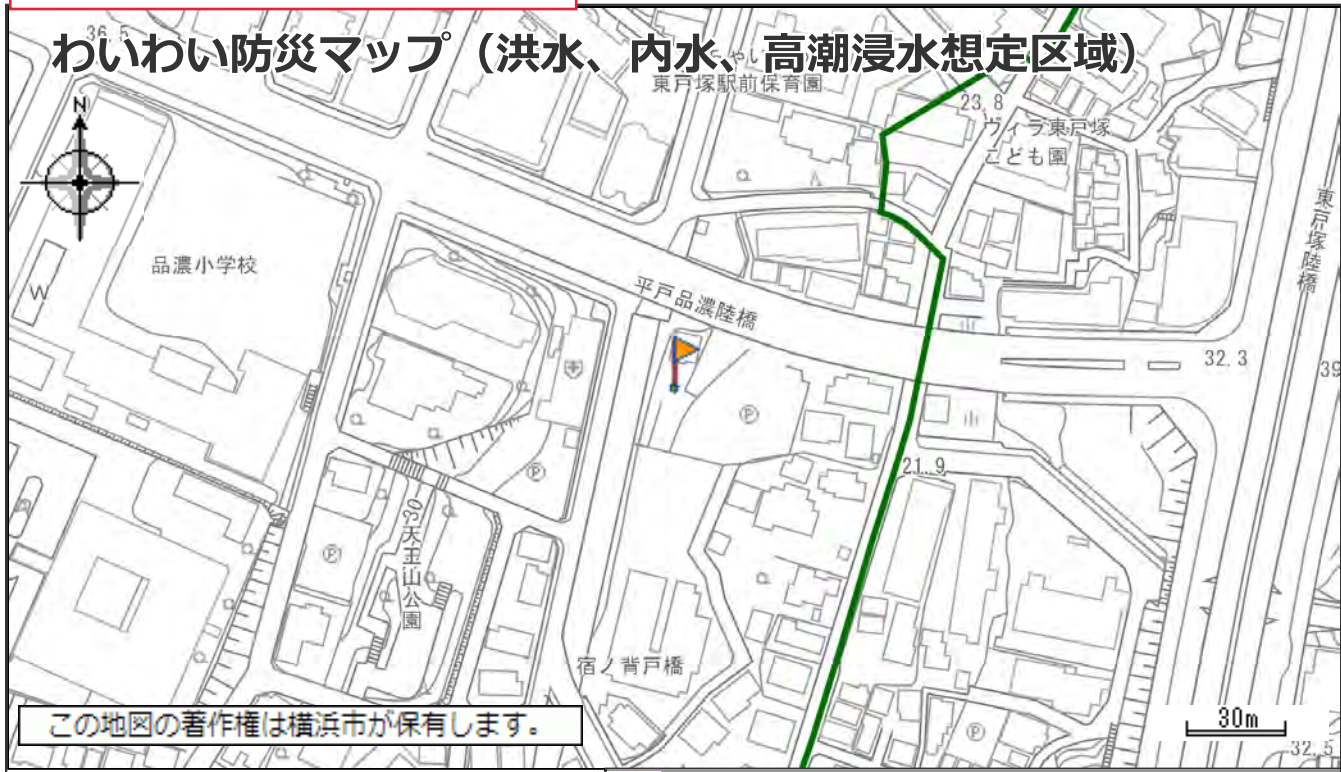 36.5
わいわい防災マップ（洪水、内水、高潮浸水想定区域）
東戸塚駅前保育園
23.8
ヴィラ東戸塚
こども園
N
東戸塚陸橋
品濃小学校
W
平戸品濃陸橋
32.3
39
P
21.9
P
P
30
天王山公園
宿ノ背戸橋
P
この地図の著作権は横浜市が保有します。
30m
32.5